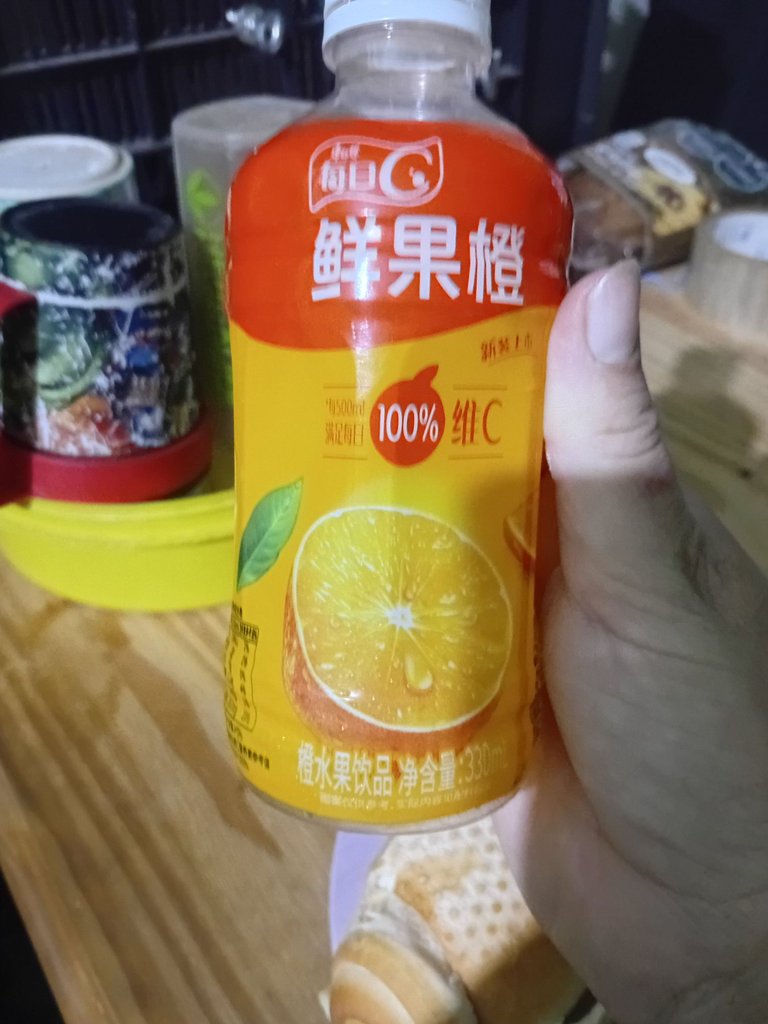 每日C
鲜果橙
新装上市
每500ml
满足每日
100%
维C
橙水果饮品 净含量:330mL